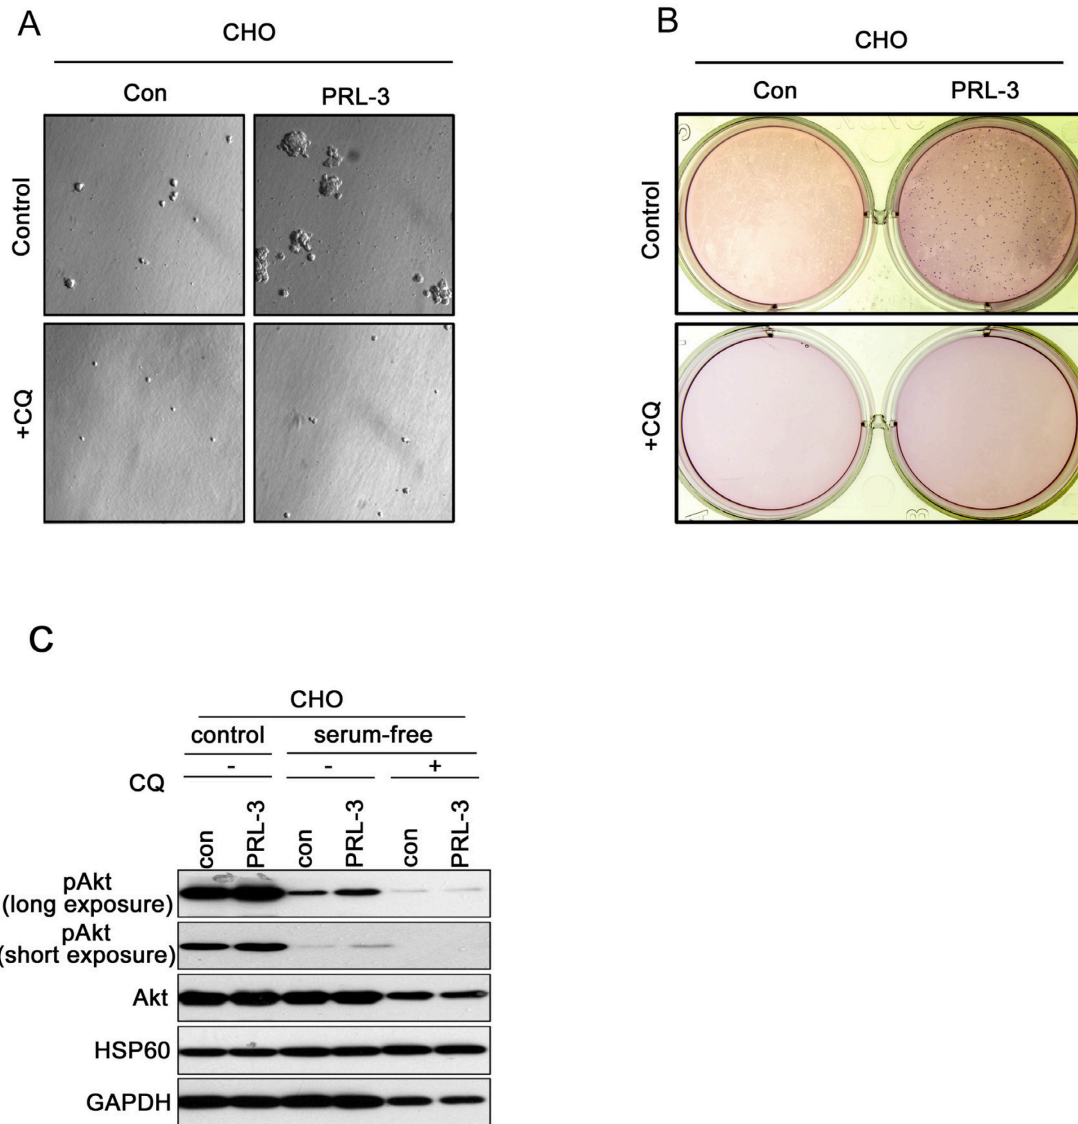 A
CHO
Con PRL-3
Control
+CQ
B
CHO
Con PRL-3
Control
+CQ
C
CHO
control serum-free
CQ - - +
con PRL-3 con PRL-3 con PRL-3
pAkt
(long exposure)
pAkt
(short exposure)
Akt
HSP60
GAPDH